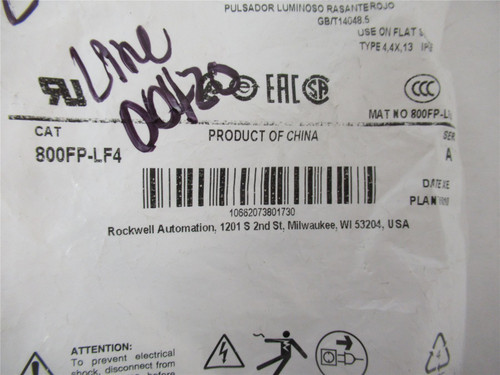 PULSADOR LUMINOSO RASANTE ROJO
GB/T14048.5
USE ON FLAT
TYPE 4,4X,13
Line
EAC
CCC
MAT NO 800FP-L
CAT
PRODUCT OF CHINA
SER
800FP-LF4
A
10662073801730
PLAN
Rockwell Automation, 1201 S 2nd St, Milwaukee, WI 53204, USA
ATTENTION:
To prevent electrical
shock, disconnect from
before